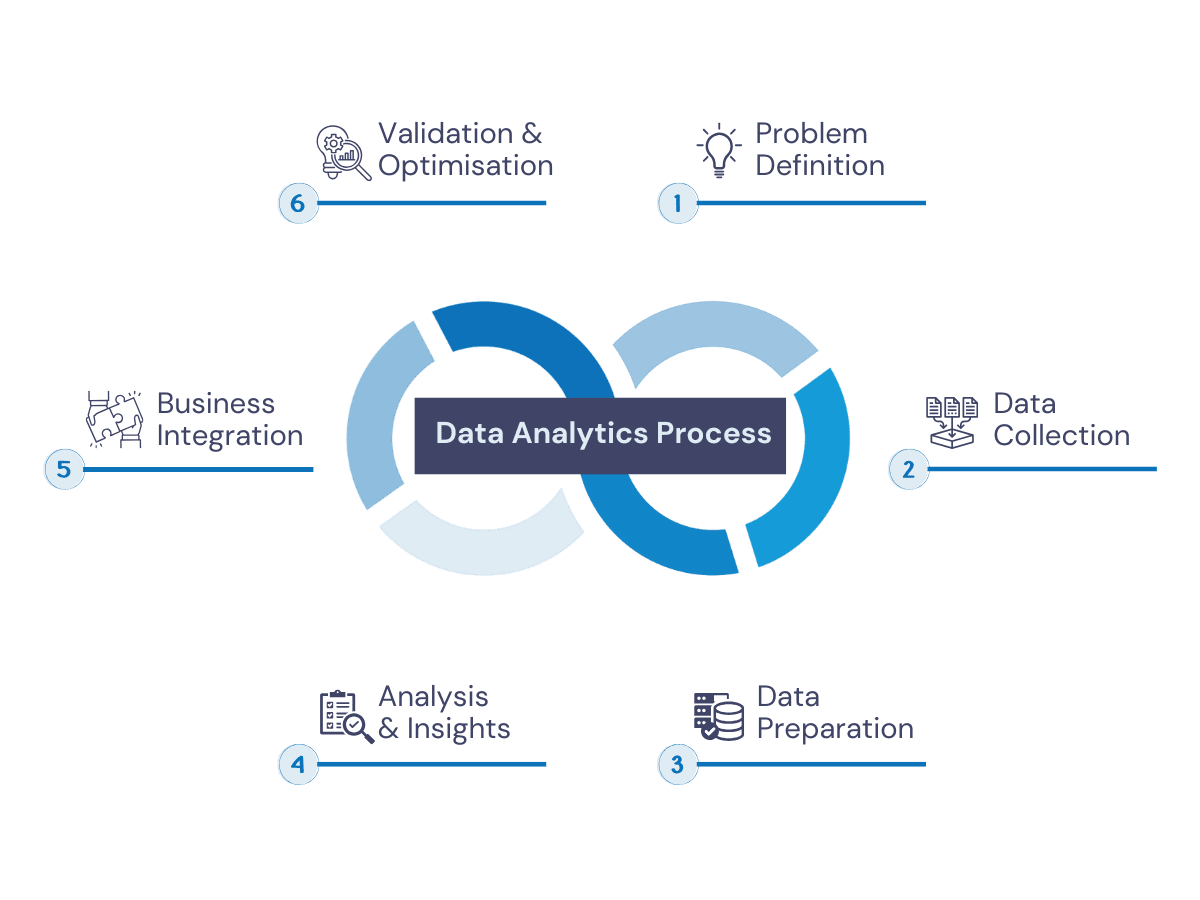 Validation &
Optimisation
6
Problem
Definition
1
Business
Integration
5
Data Analytics Process
Data
Collection
2
Analysis
& Insights
4
Data
Preparation
3